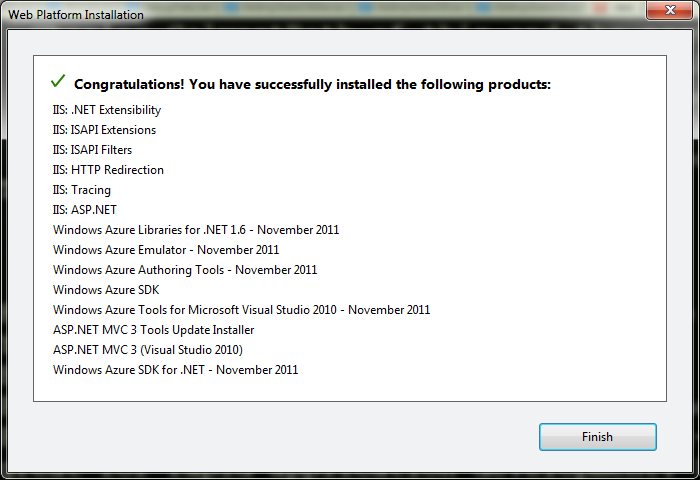 Web Platform Installation
Congratulations! You have successfully installed the following products:
IIS: .NET Extensibility
IIS: ISAPI Extensions
IIS: ISAPI Filters
IIS: HTTP Redirection
IIS: Tracing
IIS: ASP.NET
Windows Azure Libraries for .NET 1.6 - November 2011
Windows Azure Emulator - November 2011
Windows Azure Authoring Tools - November 2011
Windows Azure SDK
Windows Azure Tools for Microsoft Visual Studio 2010 - November 2011
ASP.NET MVC 3 Tools Update Installer
ASP.NET MVC 3 (Visual Studio 2010)
Windows Azure SDK for .NET - November 2011
Finish